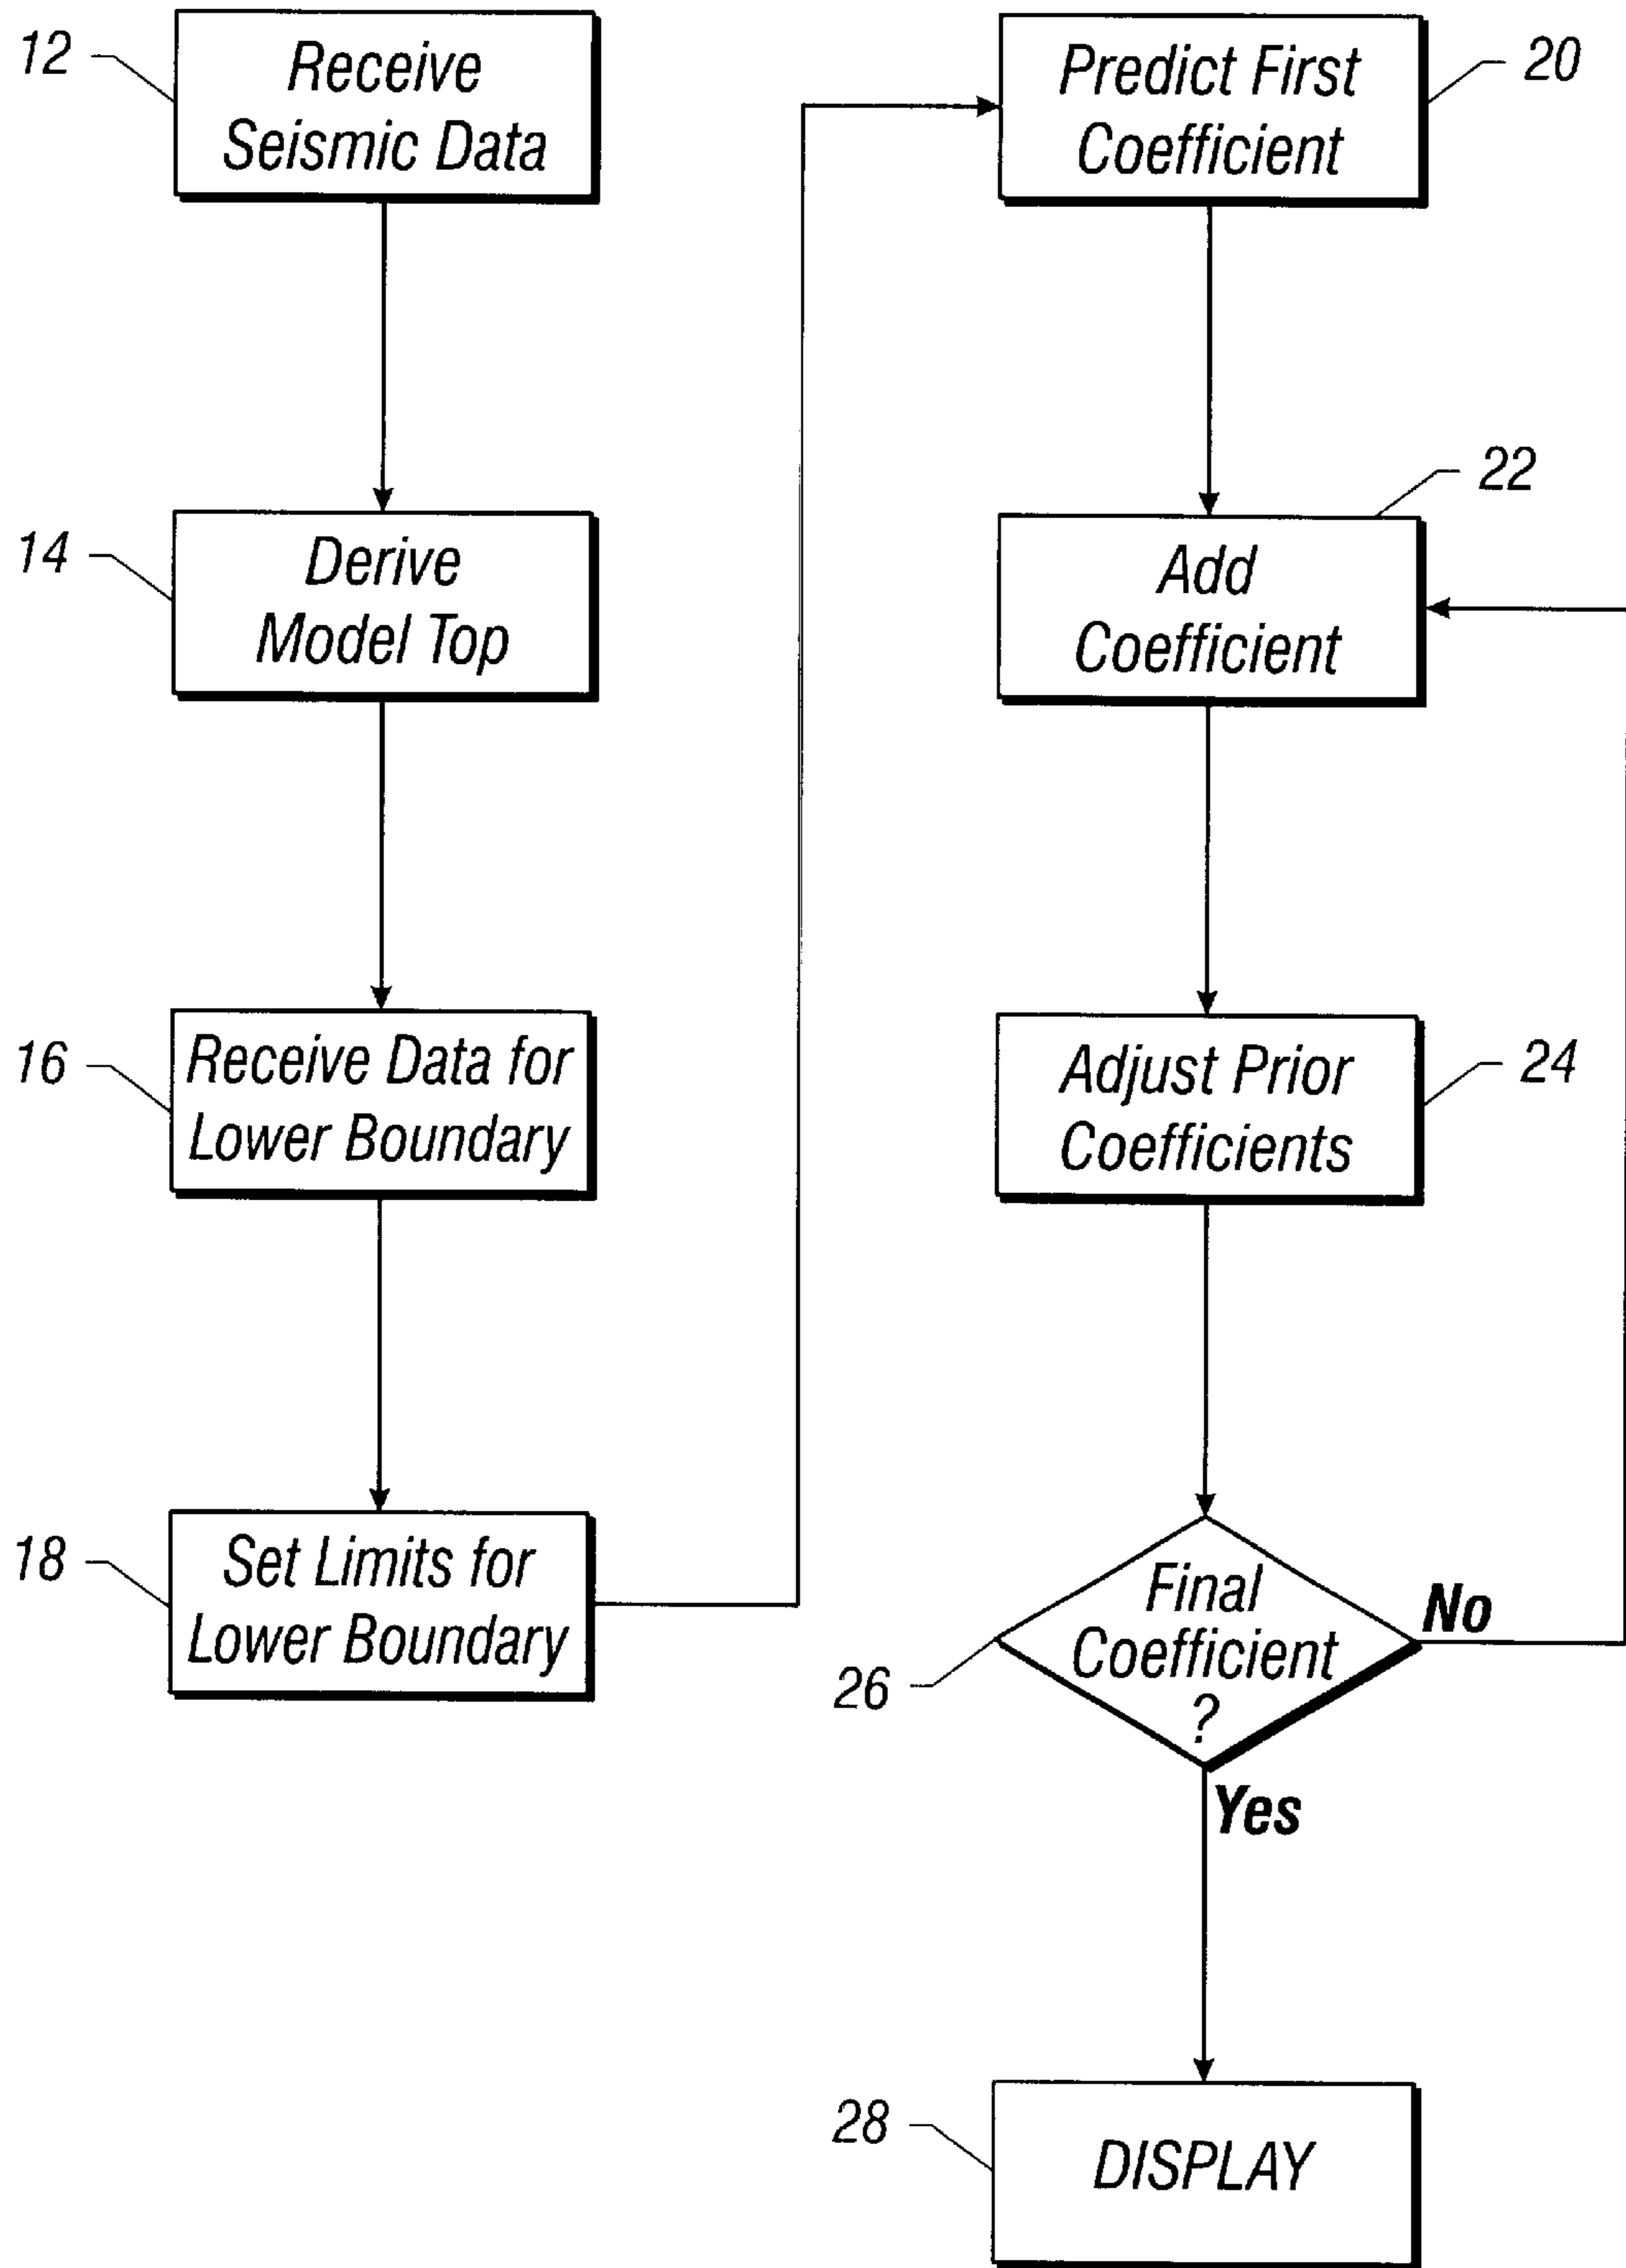 12
Receive
Seismic Data
14
Derive
Model Top
16
Receive Data for
Lower Boundary
18
Set Limits for
Lower Boundary
20
Predict First
Coefficient
22
Add
Coefficient
24
Adjust Prior
Coefficients
26
Final
Coefficient
?
No
Yes
28
DISPLAY